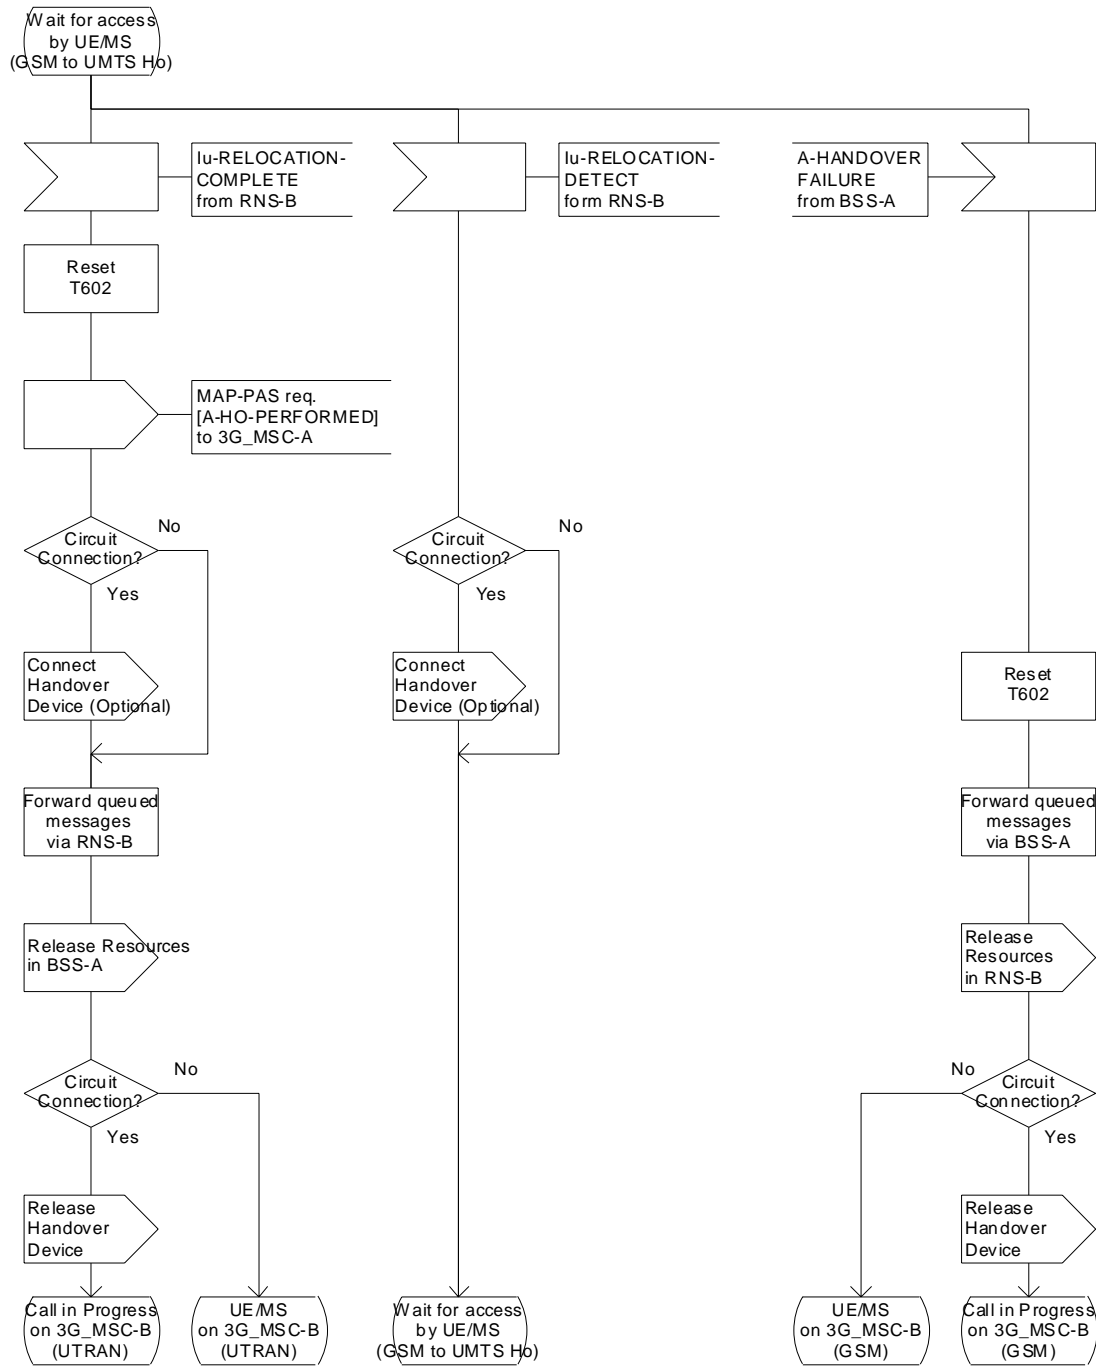 Wait for access
by UE/MS
(GSM to UMTS Ho)
Iu-RELOCATION-
COMPLETE
from RNS-B
Iu-RELOCATION-
DETECT
form RNS-B
A-HANDOVER
FAILURE
from BSS-A
Reset
T602
MAP-PAS req.
[A-HO-PERFORMED]
to 3G_MSC-A
Circuit
Connection?
No
Yes
Circuit
Connection?
No
Yes
Connect
Handover
Device (Optional)
Connect
Handover
Device (Optional)
Reset
T602
Forward queued
messages
via RNS-B
Forward queued
messages
via BSS-A
Release Resources
in BSS-A
Release
Resources
in RNS-B
Circuit
Connection?
No
Yes
No
Circuit
Connection?
Yes
Release
Handover
Device
Release
Handover
Device
Call in Progress
on 3G_MSC-B
(UTRAN)
UE/MS
on 3G_MSC-B
(UTRAN)
Wait for access
by UE/MS
(GSM to UMTS Ho)
UE/MS
on 3G_MSC-B
(GSM)
Call in Progress
on 3G_MSC-B
(GSM)